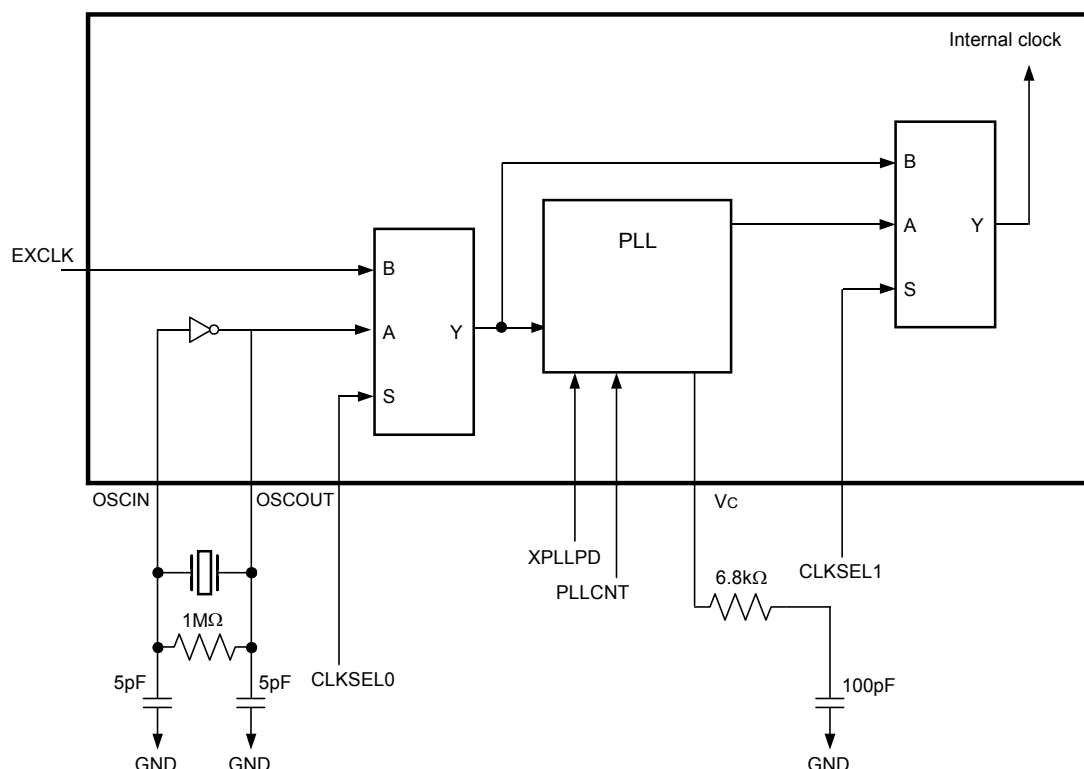 Internal clock
B
PLL
A
Y
EXCLK
B
S
A
Y
S
OSCIN
OSCOUT
VC
XPLLPD
CLKSEL1
6.8kΩ
PLLCNT
1MΩ
5pF
5pF
CLKSEL0
100pF
GND
GND
GND